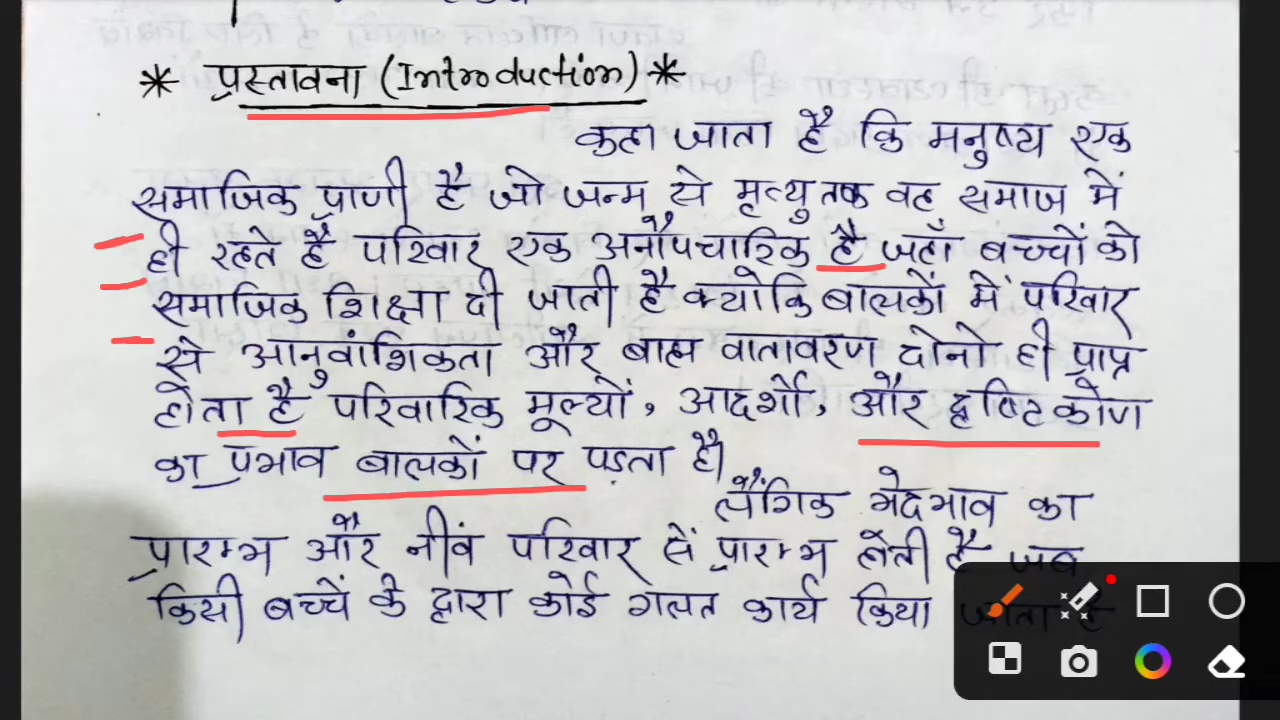 * प्रस्तावना (Introduction) *
कहा जाता है कि मनुष्य एक
समाजिक प्राणी है जो जन्म से मृत्यु तक वह समाज में
ही रहते हैं परिवार एक अनौपचारिक है जहाँ बच्चों को
समाजिक शिक्षा दी जाती है क्योकि बालकों में परिवार
से आनुवांशिकता और बाह्म वातावरण दोनो ही प्राप्त
होता है परिवारिक मूल्यों, आदर्शो, और दृष्टिकोण
का प्रभाव बालकों पर पड़ता है।
लैंगिक भेदभाव का
प्रारम्भ और नीवं परिवार सें प्रारम्भ लेती है जब
किसी बच्चें के द्वारा कोई गलत कार्य किया जाता है